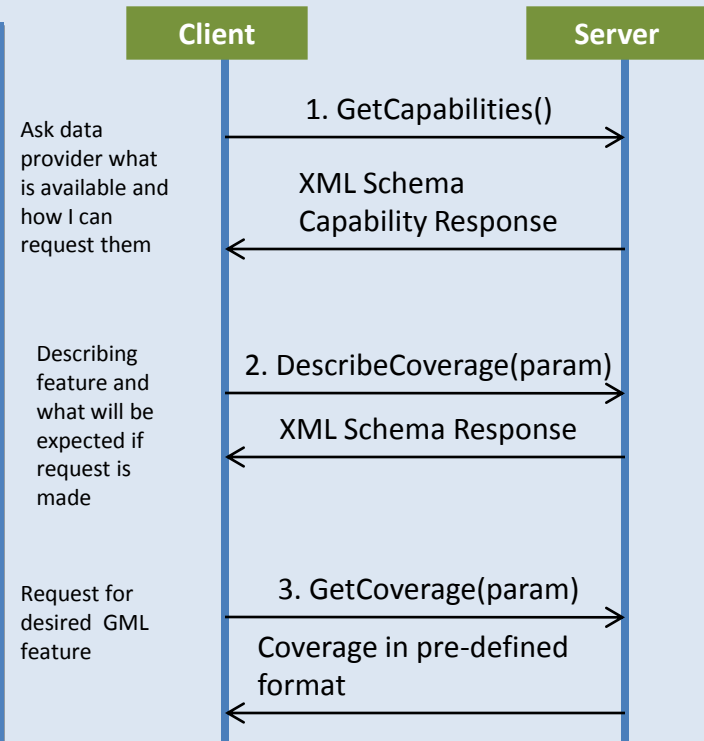 Client
Server
1. GetCapabilities()
Ask data
provider what
is available and
how I can
request them
XML Schema
Capability Response
Describing
feature and
what will be
expected if
request is
made
2. DescribeCoverage(param)
XML Schema Response
Request for
desired GML
feature
3. GetCoverage(param)
Coverage in pre-defined
format